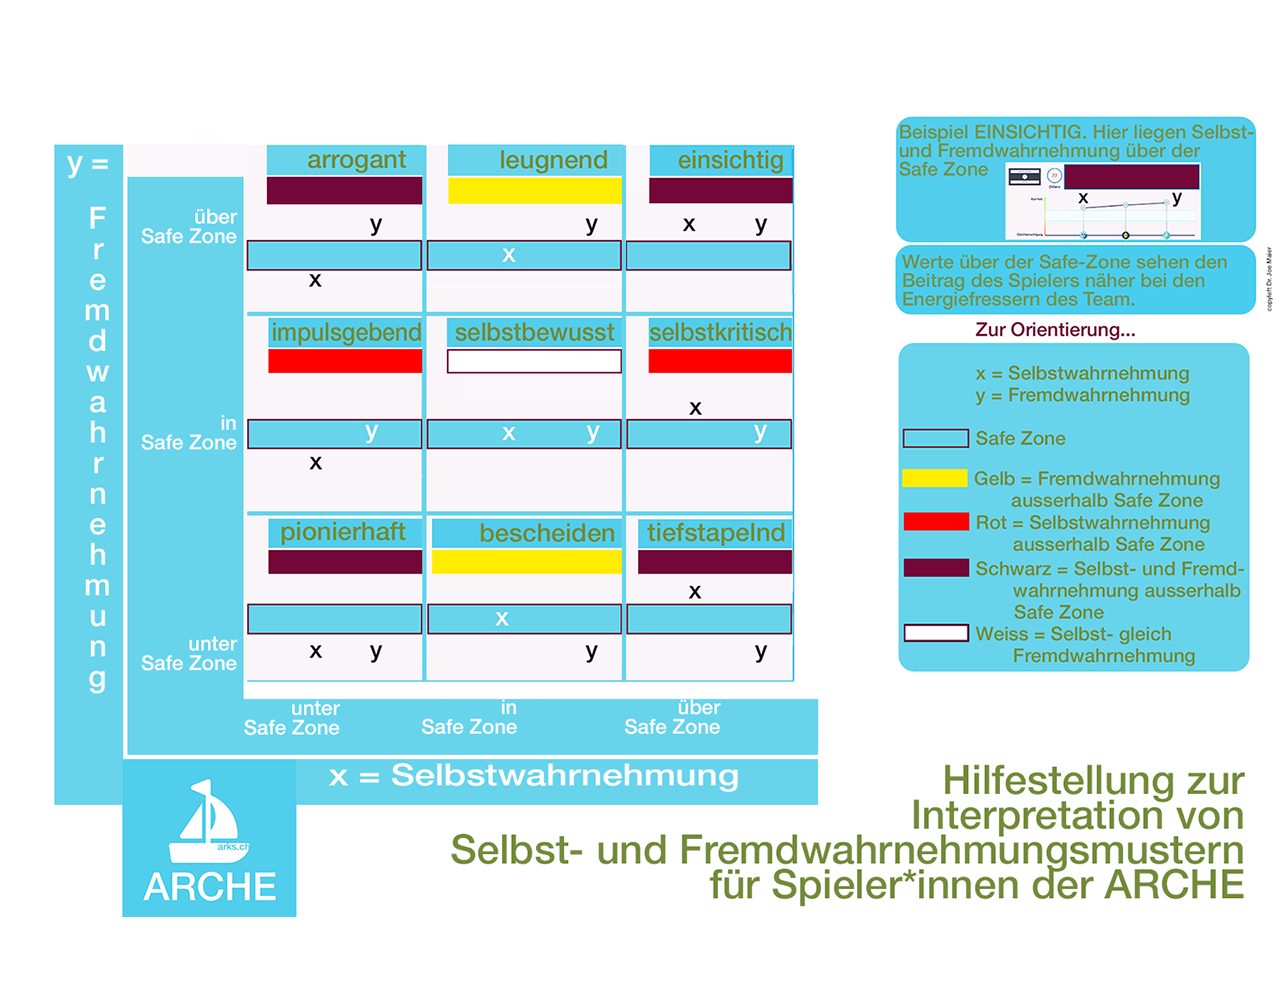 y =
Fremdwahrnehmung
über
Safe Zone
in
Safe Zone
unter
Safe Zone
arrogant
y
x
leugnend
y
x
einsichtig
x y
impulsgebend
y
x
selbstbewusst
x y
selbstkritisch
x
y
pionierhaft
x y
bescheiden
x
y
tiefstapelnd
x
y
unter
Safe Zone
in
Safe Zone
über
Safe Zone
x = Selbstwahrnehmung
arks.ch
ARCHE
Beispiel EINSICHTIG. Hier liegen Selbst-
und Fremdwahrnehmung über der
Safe Zone
77
Others
x y
Werte über der Safe-Zone sehen den
Beitrag des Spielers näher bei den
Energiefressern des Team.
Zur Orientierung...
x = Selbstwahrnehmung
y = Fremdwahrnehmung
Safe Zone
Gelb = Fremdwahrnehmung
ausserhalb Safe Zone
Rot = Selbstwahrnehmung
ausserhalb Safe Zone
Schwarz = Selbst- und Fremd-
wahrnehmung ausserhalb
Safe Zone
Weiss = Selbst- gleich
Fremdwahrnehmung
copyleft Dr. Joe Maier
Hilfestellung zur
Interpretation von
Selbst- und Fremdwahrnehmungsmustern
für Spieler*innen der ARCHE